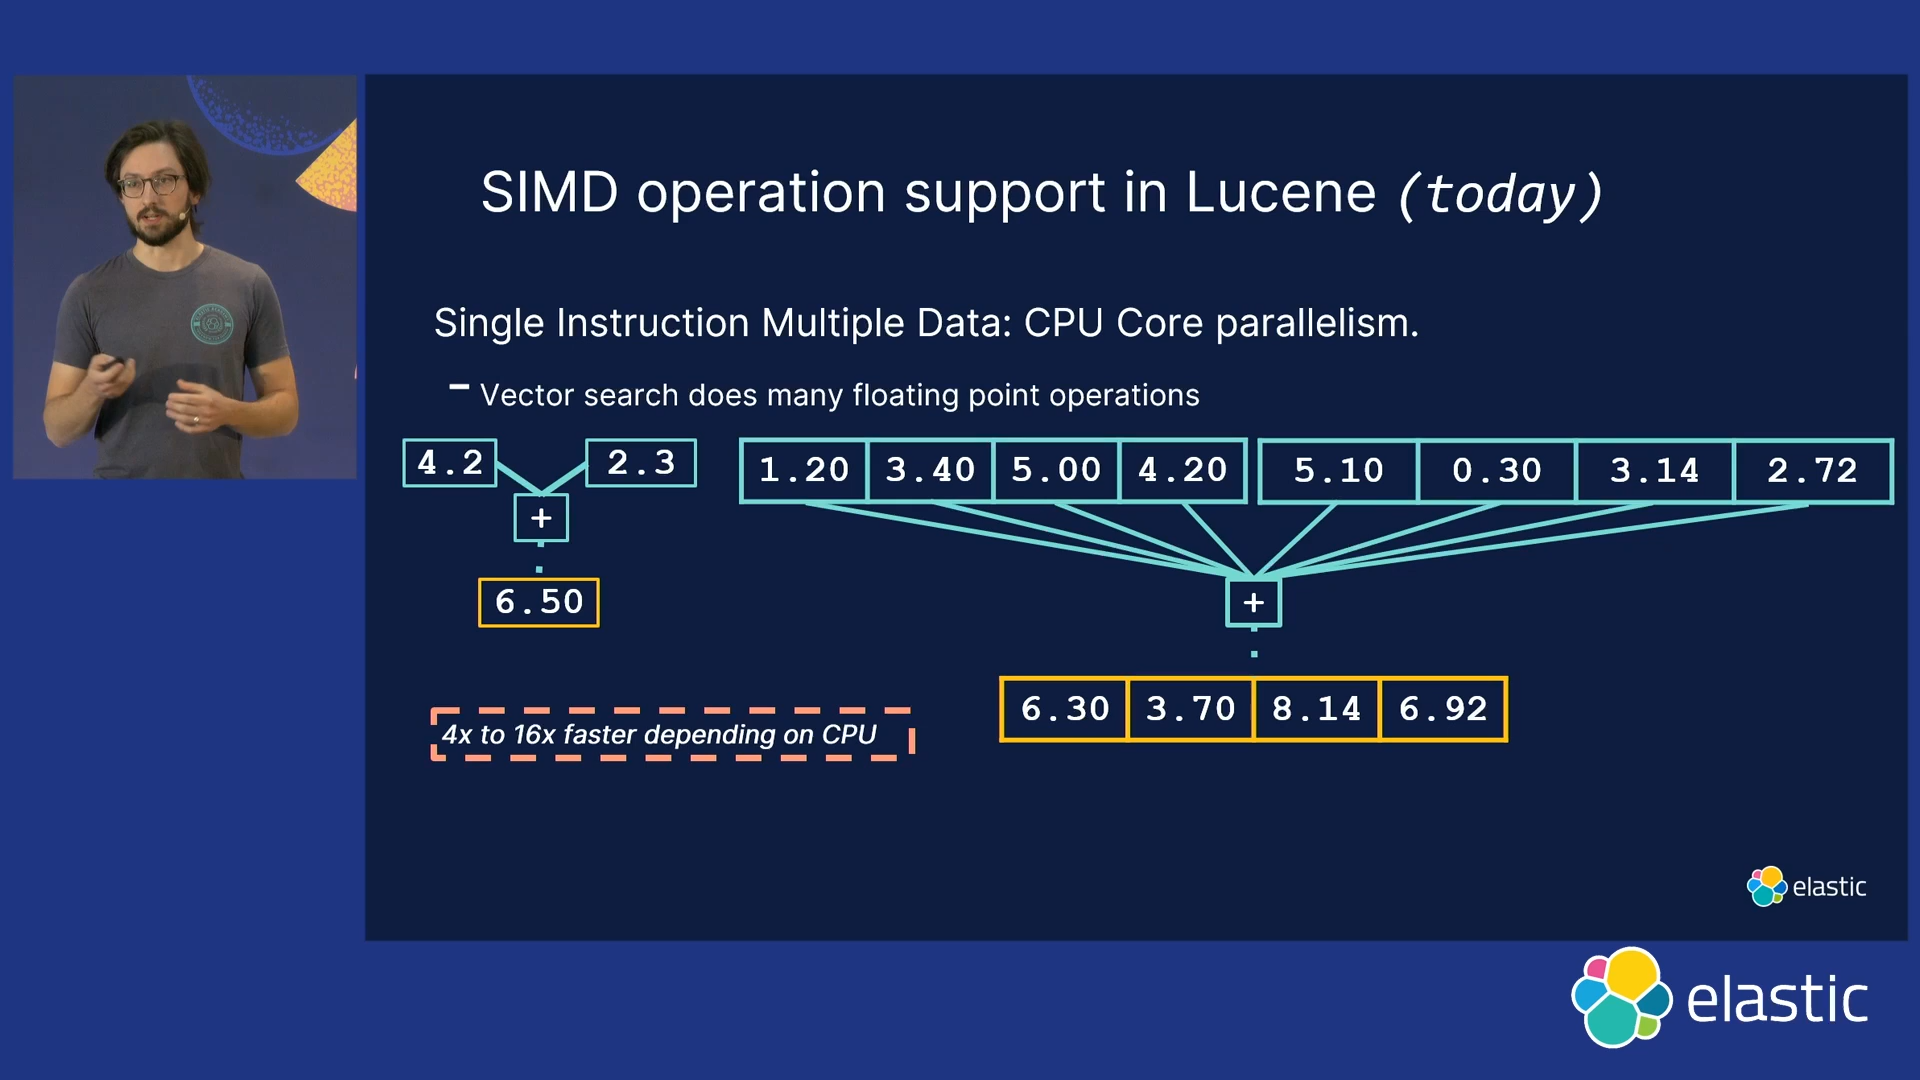 SIMD operation support in Lucene (today)
Single Instruction Multiple Data: CPU Core parallelism.
- Vector search does many floating point operations
4.2 2.3
+
6.50
1.20 3.40 5.00 4.20 5.10 0.30 3.14 2.72
+
6.30 3.70 8.14 6.92
4x to 16x faster depending on CPU
elastic
elastic